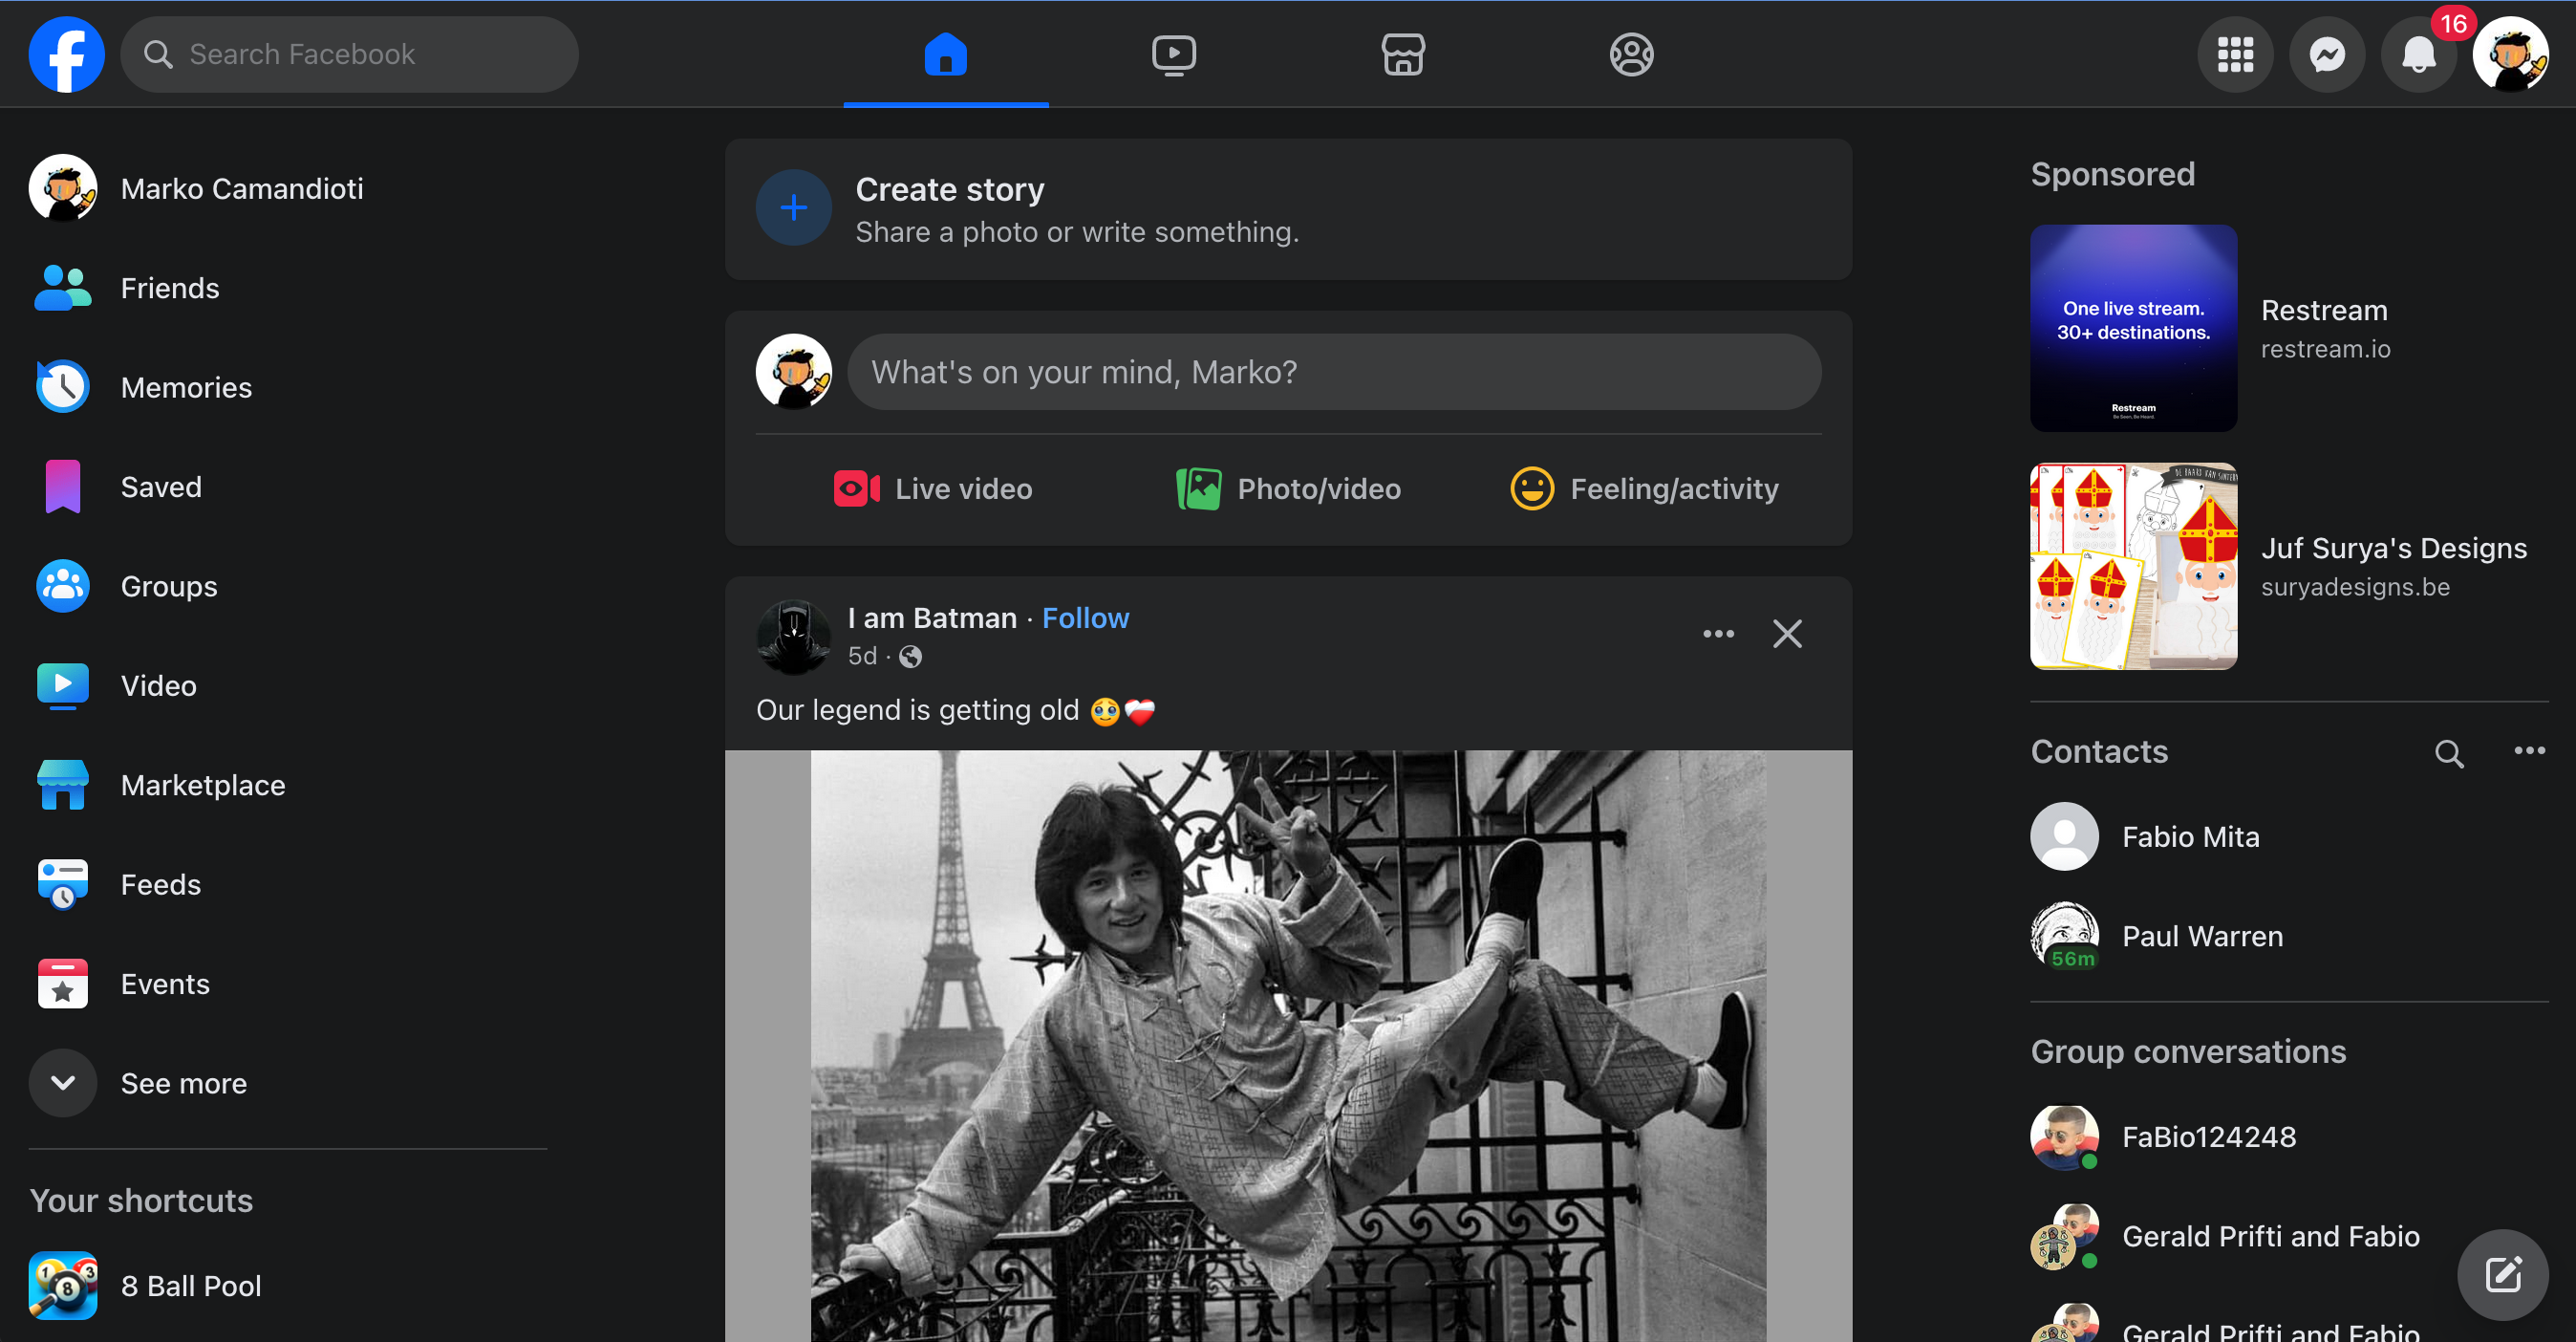 Search Facebook
16
Marko Camandioti
Friends
Memories
Saved
Groups
Video
Marketplace
Feeds
Events
See more
Your shortcuts
8 Ball Pool
Create story
Share a photo or write something.
What's on your mind, Marko?
Live video
Photo/video
Feeling/activity
I am Batman · Follow
5d ·
Our legend is getting old 🥹❤️‍🩹
Sponsored
One live stream.
30+ destinations.
Restream
Be Seen. Be Heard.
Restream
restream.io
Juf Surya's Designs
suryadesigns.be
Contacts
Fabio Mita
56m
Paul Warren
Group conversations
FaBio124248
Gerald Prifti and Fabio
Gerald Prifti and Fabio